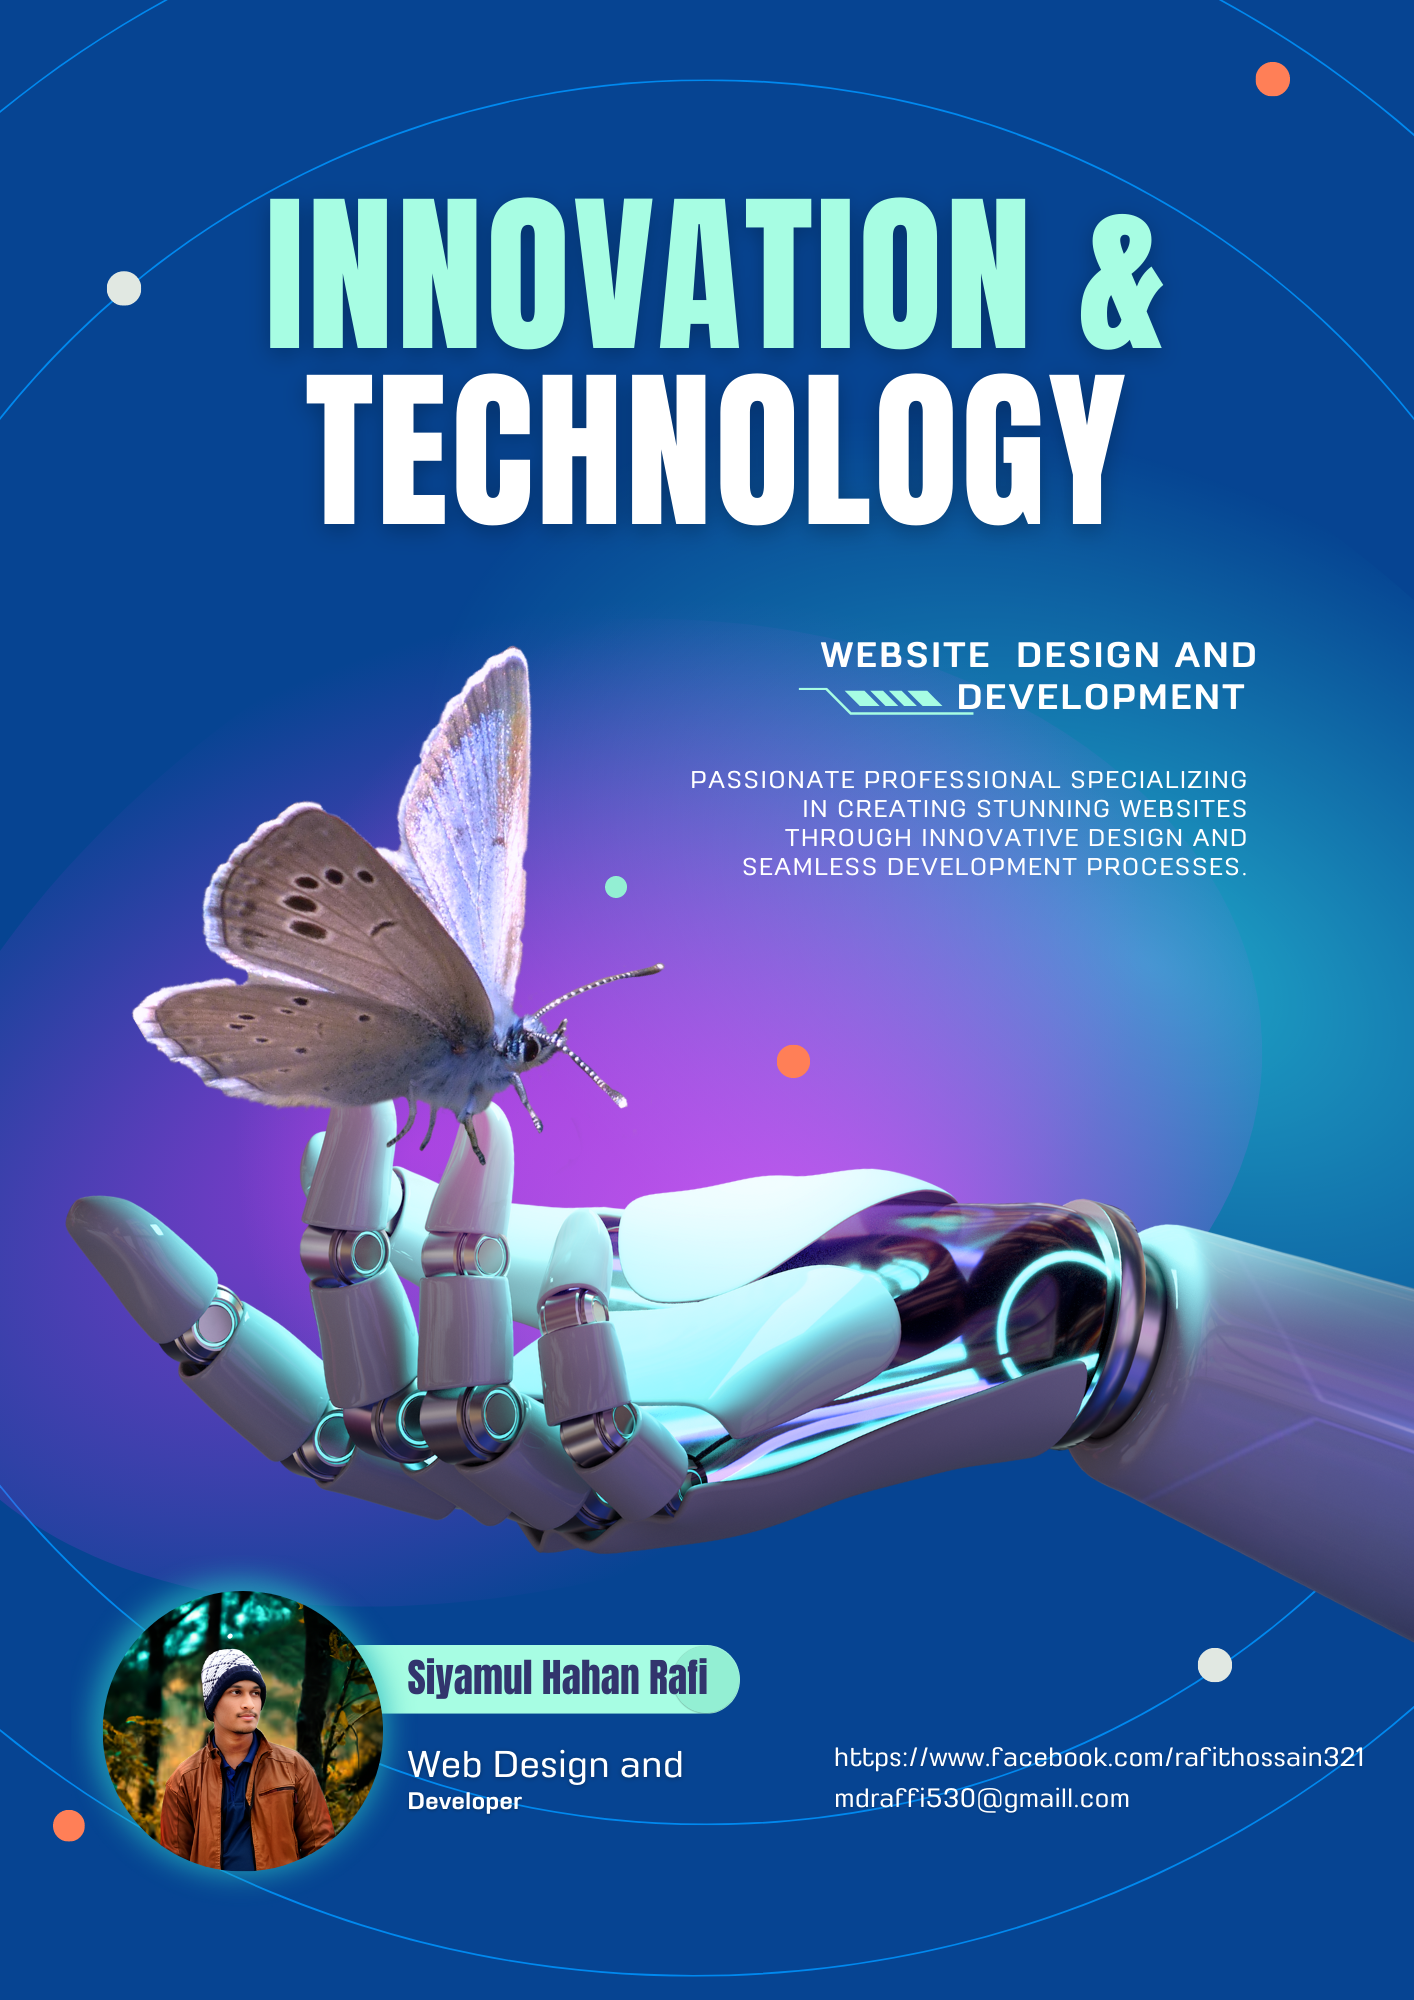 INNOVATION &
TECHNOLOGY
WEBSITE DESIGN AND
DEVELOPMENT
PASSIONATE PROFESSIONAL SPECIALIZING
IN CREATING STUNNING WEBSITES
THROUGH INNOVATIVE DESIGN AND
SEAMLESS DEVELOPMENT PROCESSES.
Siyamul Hahan Rafi
Web Design and
Developer
https://www.facebook.com/rafithossain321
mdraffi530@gmaill.com